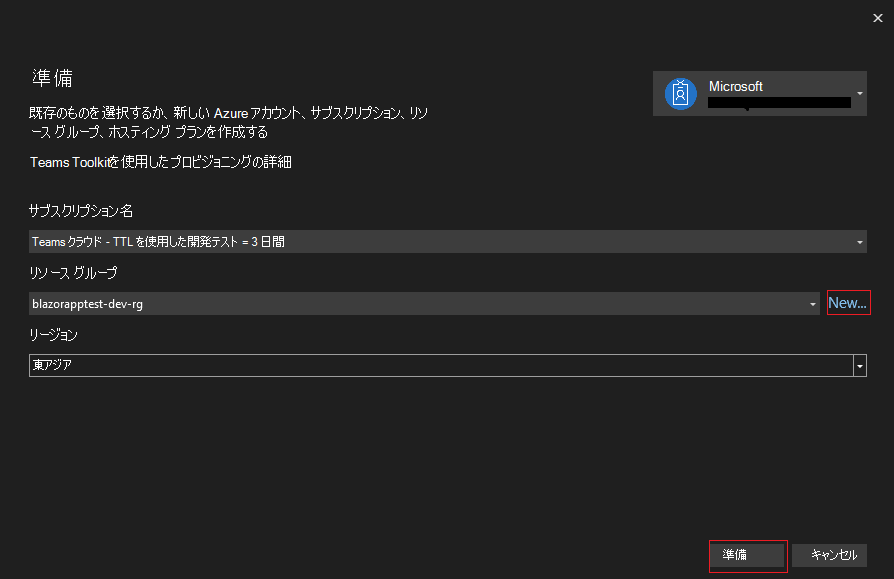 準備
Microsoft
既存のものを選択するか、新しい Azure アカウント、サブスクリプション、リソ
ース グループ、ホスティング プランを作成する
Teams Toolkitを使用したプロビジョニングの詳細
サブスクリプション名
Teams クラウド - TTL を使用した開発テスト = 3 日間
リソース グループ
blazorapptest-dev-rg
New...
リージョン
東アジア
準備
キャンセル